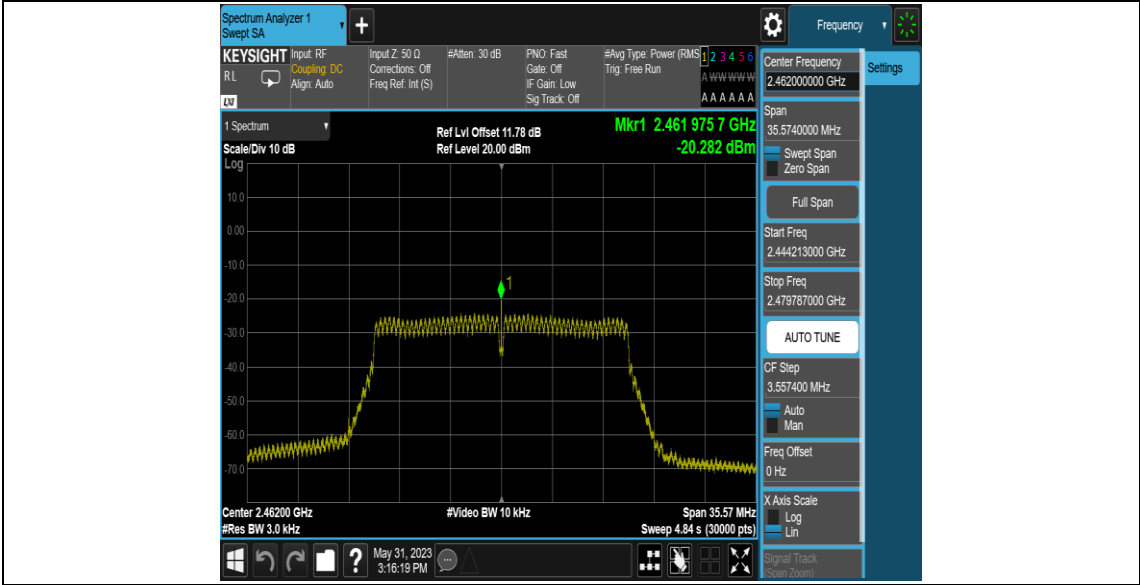 Spectrum Analyzer 1
Swept SA
+
Frequency
KEYSIGHT
RL
LXI
Input: RF
Coupling: DC
Align: Auto
Input Z: 50 Ω
Corrections: Off
Freq Ref: Int (S)
#Atten: 30 dB
PNO: Fast
Gate: Off
IF Gain: Low
Sig Track: Off
#Avg Type: Power (RMS
Trig: Free Run
1 2 3 4 5 6
A W W W W W
A A A A A A
1 Spectrum
Scale/Div 10 dB
Log
Ref Lvl Offset 11.78 dB
Ref Level 20.00 dBm
Mkr1 2.461 975 7 GHz
-20.282 dBm
10.0
0.00
-10.0
-20.0
-30.0
-40.0
-50.0
-60.0
-70.0
1
Center 2.46200 GHz
#Res BW 3.0 kHz
#Video BW 10 kHz
Span 35.57 MHz
Sweep 4.84 s (30000 pts)
Center Frequency
2.462000000 GHz
Settings
Span
35.5740000 MHz
Swept Span
Zero Span
Full Span
Start Freq
2.444213000 GHz
Stop Freq
2.479787000 GHz
AUTO TUNE
CF Step
3.557400 MHz
Auto
Man
Freq Offset
0 Hz
X Axis Scale
Log
Lin
Signal Track
(Span Zoom)
?
May 31, 2023
3:16:19 PM